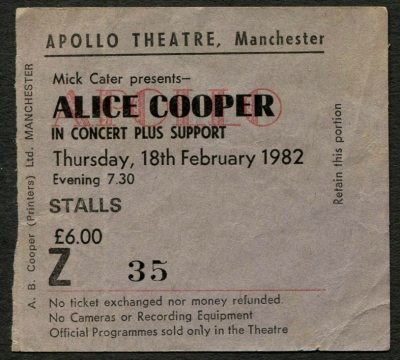 APOLLO THEATRE, Manchester
Mick Cater presents–
APOLLO
ALICE COOPER
IN CONCERT PLUS SUPPORT
Thursday, 18th February 1982
Evening 7.30
STALLS
£6.00
Z 35
No ticket exchanged nor money refunded
No Cameras or Recording Equipment
Official Programmes sold only in the Theatre
A. B. Cooper (Printers) Ltd. MANCHESTER
Retain this portion